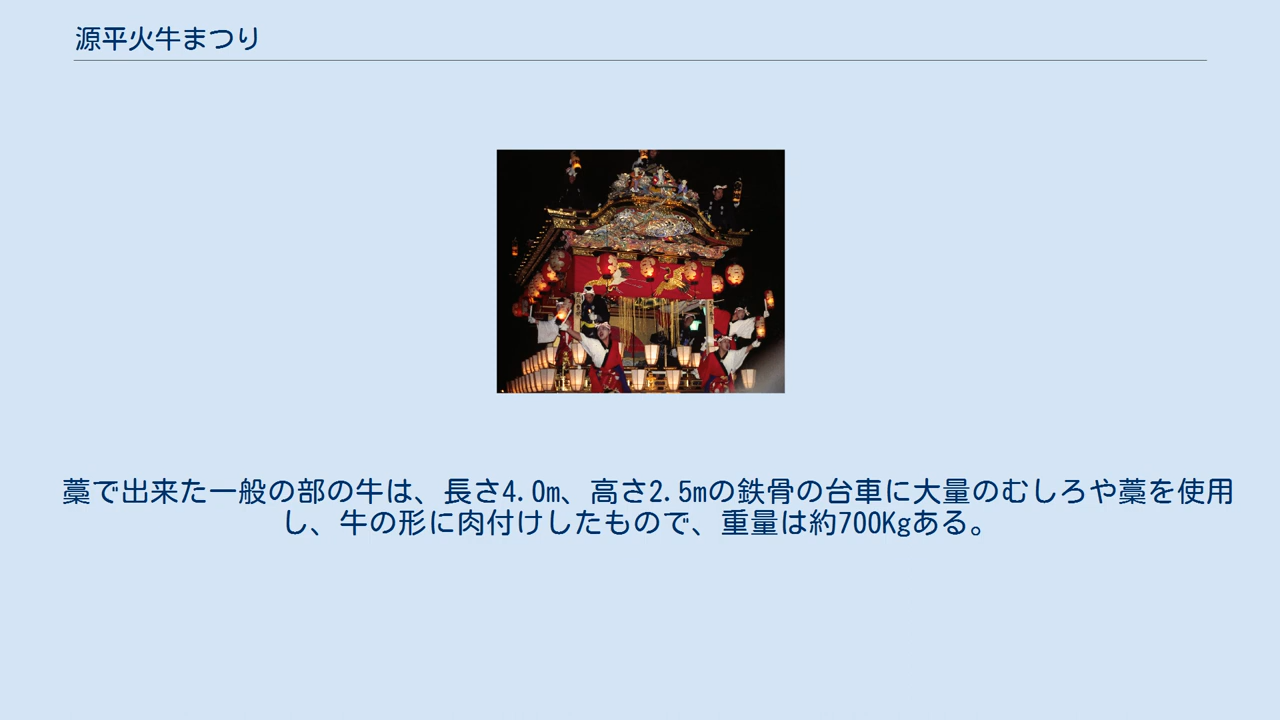 源平火牛まつり
藁で出来た一般の部の牛は、長さ4.0m、高さ2.5mの鉄骨の台車に大量のむしろや藁を使用
し、牛の形に肉付けしたもので、重量は約700Kgある。